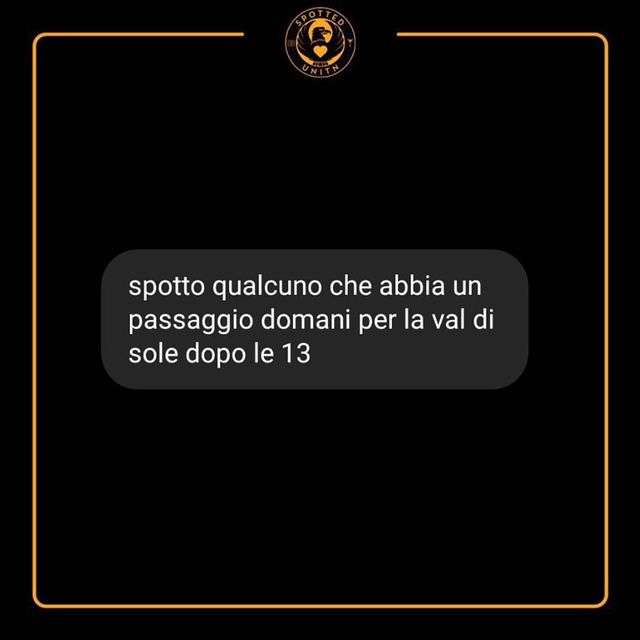 SPOTTED
UNITN
spotto qualcuno che abbia un
passaggio domani per la val di
sole dopo le 13